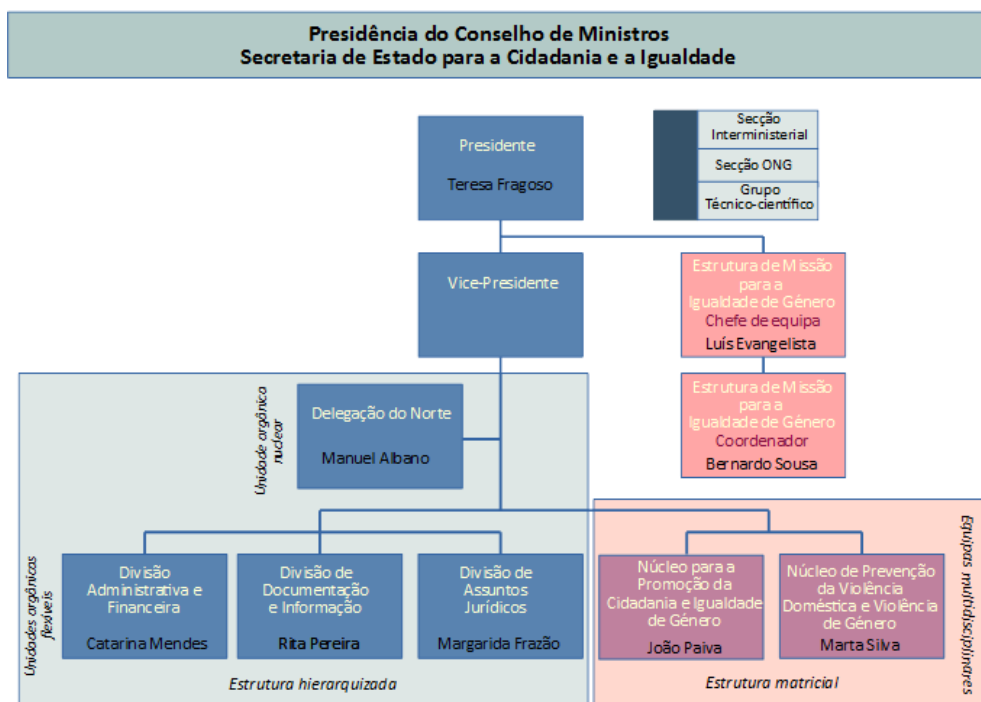 Presidência do Conselho de Ministros
Secretaria de Estado para a Cidadania e a Igualdade
Presidente
Teresa Fragoso
Secção
Interministerial
Secção ONG
Grupo
Técnico-científico
Vice-Presidente
Estrutura de Missão
para a
Igualdade de Género
Chefe de equipa
Luís Evangelista
Unidade orgânica
nuclear
Delegação do Norte
Manuel Albano
Estrutura de Missão
para a
Igualdade de Género
Coordenador
Bernardo Sousa
Unidades orgânicas
flexíveis
Divisão
Administrativa e
Financeira
Catarina Mendes
Divisão de
Documentação
e Informação
Rita Pereira
Divisão de
Assuntos
Jurídicos
Margarida Frazão
Núcleo para a
Promoção da
Cidadania e Igualdade
de Género
João Paiva
Núcleo de Prevenção
da Violência
Doméstica e Violência
de Género
Marta Silva
Equipas multidisciplinares
Estrutura hierarquizada
Estrutura matricial